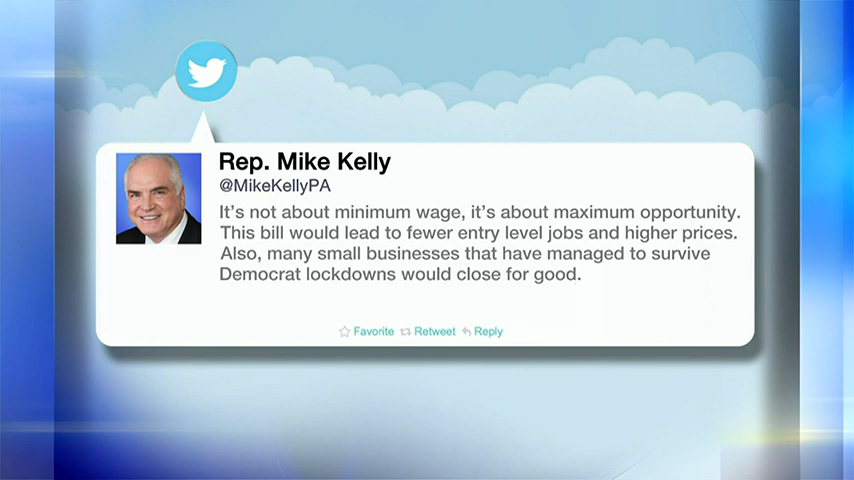 Rep. Mike Kelly
@MikeKellyPA
It's not about minimum wage, it's about maximum opportunity.
This bill would lead to fewer entry level jobs and higher prices.
Also, many small businesses that have managed to survive
Democrat lockdowns would close for good.
Favorite Retweet Reply